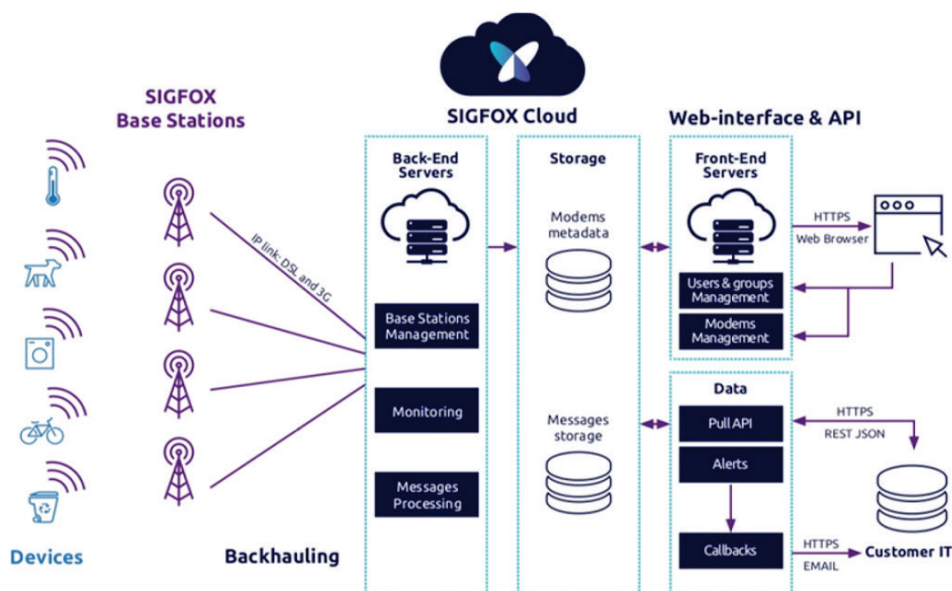 SIGFOX
Base Stations
SIGFOX Cloud
Web-interface & API
Back-End
Servers
Storage
Front-End
Servers
IP link: DSL and 3G
Modems
metadata
HTTPS
Web Browser
Users & groups
Management
Modems
Management
Base Stations
Management
Monitoring
Messages
Processing
Messages
storage
Data
Pull API
Alerts
Callbacks
HTTPS
REST JSON
HTTPS
EMAIL
Customer IT
Devices
Backhauling